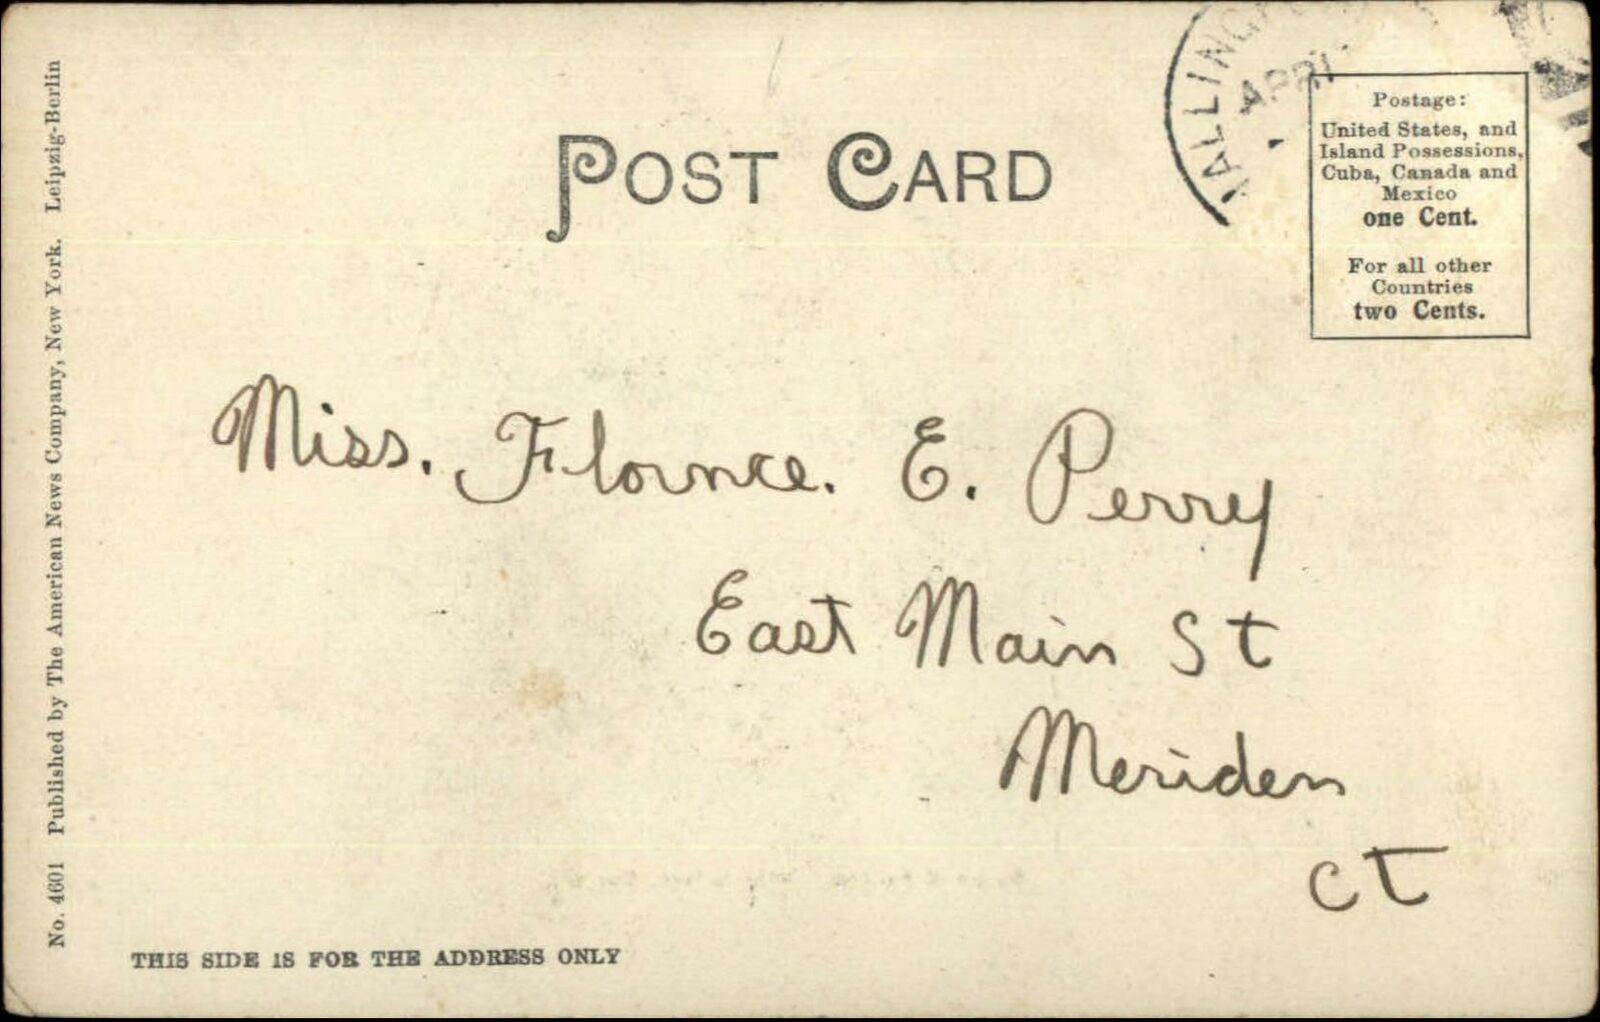 No. 4601 Published by The American News Company, New York. Leipzig-Berlin
POST CARD
APR 1
Postage:
United States, and
Island Possessions,
Cuba, Canada and
Mexico
one Cent.
For all other
Countries
two Cents.
Miss. Flornce. E. Perry
East Main St
Meriden
CT
THIS SIDE IS FOR THE ADDRESS ONLY